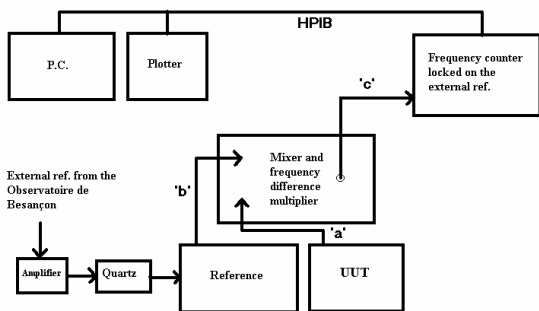 HPIB
P.C.
Plotter
Frequency counter
locked on the
external ref.
'c'
Mixer and
frequency
difference
multiplier
External ref. from the
Observatoire de
Besançon
'b'
'a'
Amplifier
Quartz
Reference
UUT